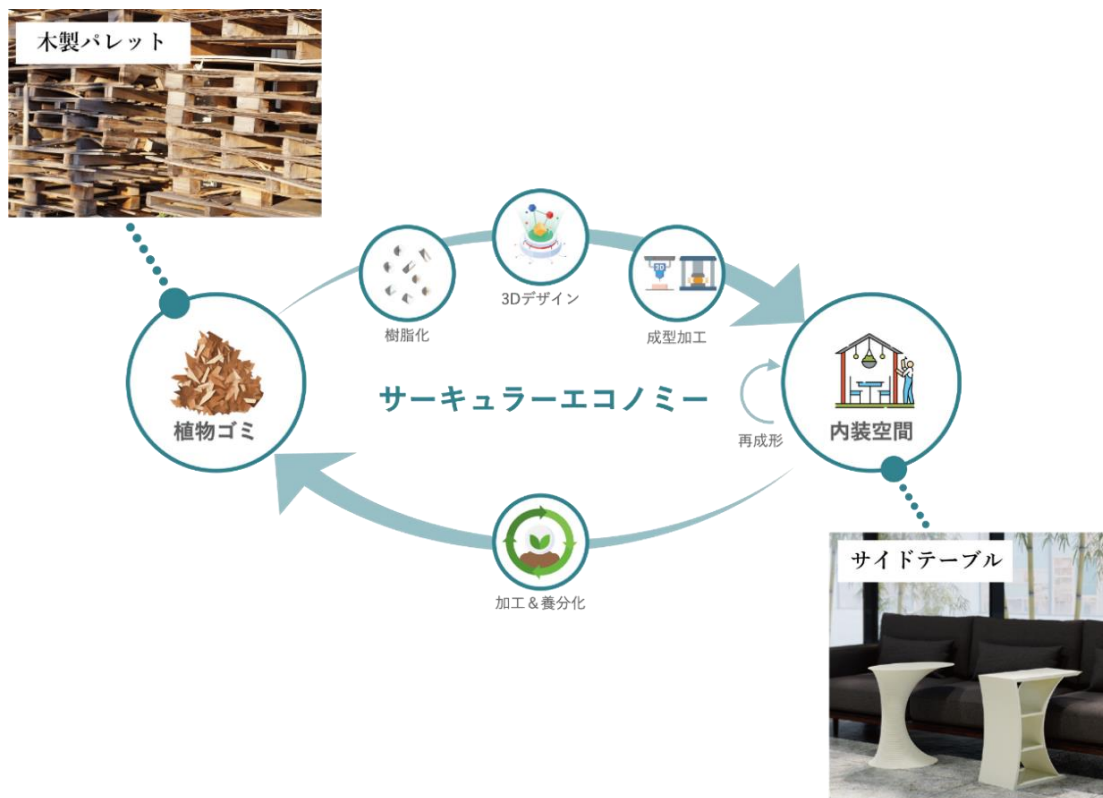 木製パレット
3Dデザイン
樹脂化
成型加工
サーキュラーエコノミー
植物ゴミ
内装空間
再成形
加工＆養分化
サイドテーブル